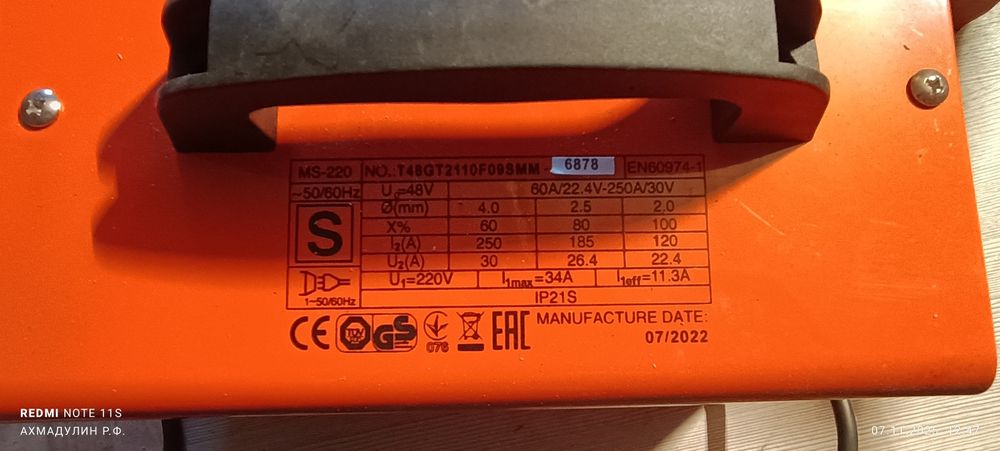 MS-220 NO.:T48GT2110F09SMM - 6878 EN60974-1
~50/60Hz U₀=48V 60A/22.4V-250A/30V
S
Ø(mm) 4.0 2.5 2.0
X% 60 80 100
I₂(A) 250 185 120
U₂(A) 30 26.4 22.4
1~50/60Hz U₁=220V I₁max=34A I₁eff=11.3A
IP21S
CE TÜV GS 076 EAC MANUFACTURE DATE:
07/2022
REDMI NOTE 11S
АХМАДУЛИН Р.Ф.